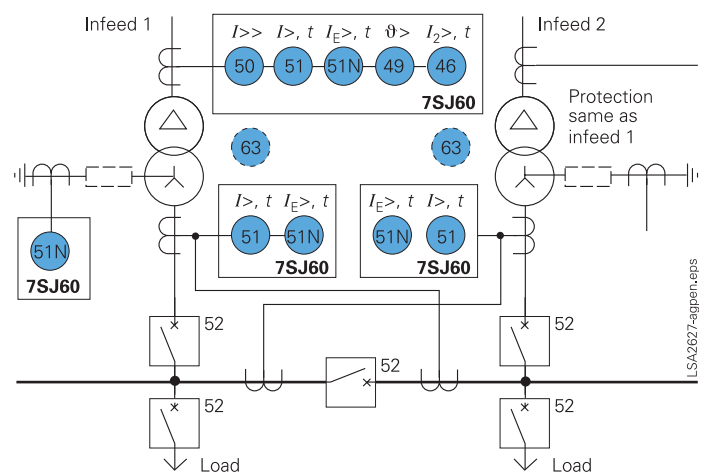 Infeed 1
I>> I>, t IE>, t ϑ> I2>, t
Infeed 2
50 51 51N 49 46
7SJ60
Protection
same as
infeed 1
63
63
I>, t IE>, t
IE>, t I>, t
51 51N
51N 51
7SJ60
7SJ60
51N
7SJ60
52
52
52
52
52
Load
Load
LSA2627-agpen.eps